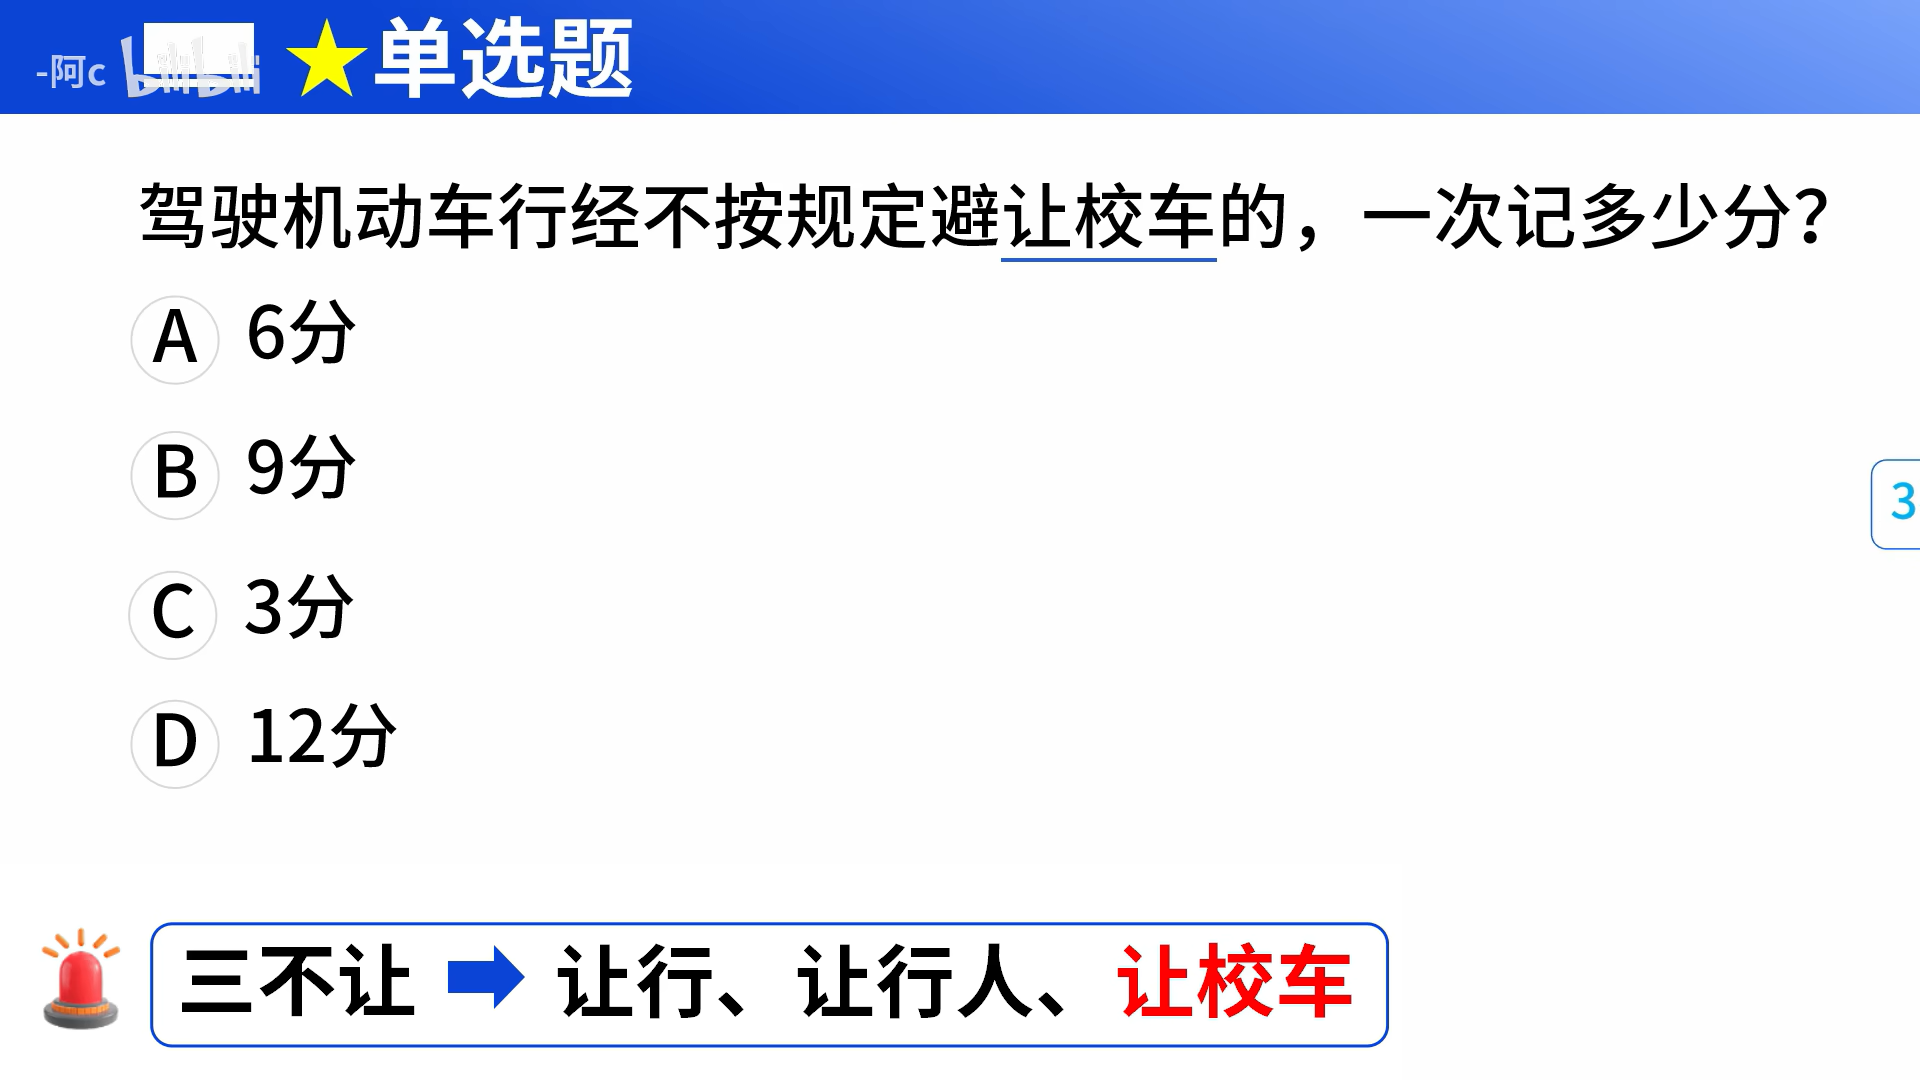 -阿c bilibili
★单选题
驾驶机动车行经不按规定避让校车的，一次记多少分？
A 6分
B 9分
3
C 3分
D 12分
三不让 ➡ 让行、让行人、让校车